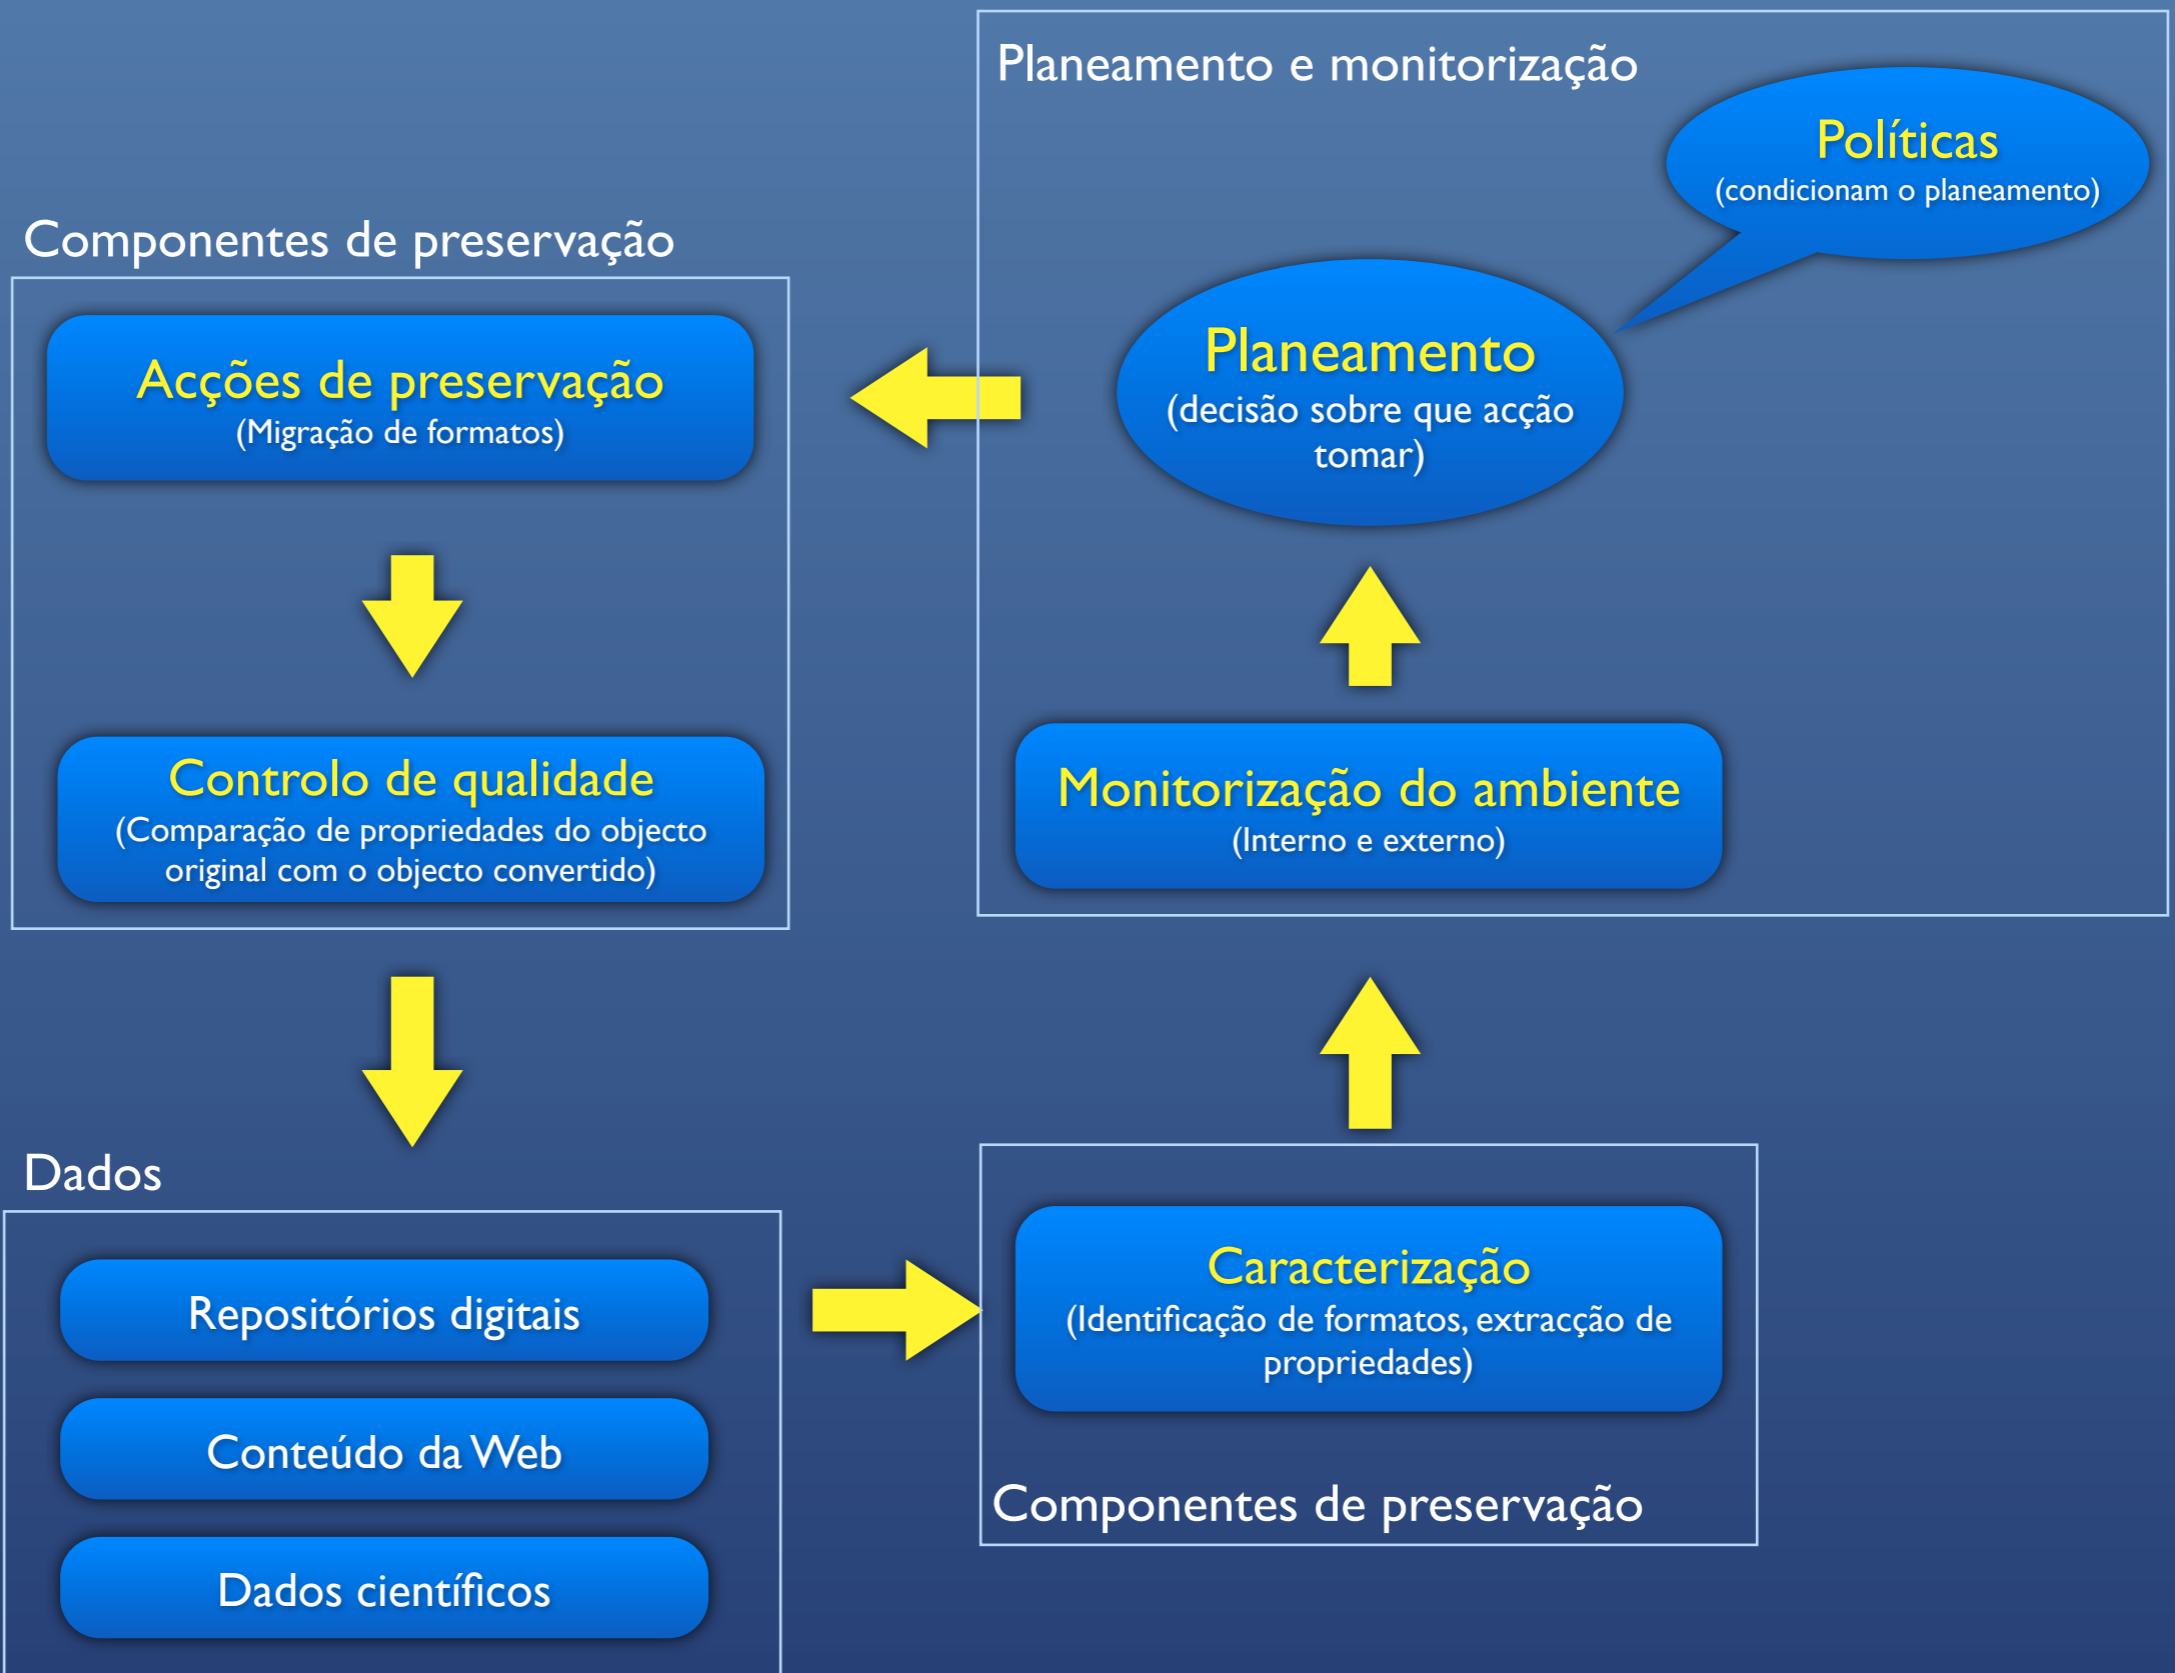 Planeamento e monitorização
Políticas
(condicionam o planeamento)
Componentes de preservação
Acções de preservação
(Migração de formatos)
Planeamento
(decisão sobre que acção
tomar)
Controlo de qualidade
(Comparação de propriedades do objecto
original com o objecto convertido)
Monitorização do ambiente
(Interno e externo)
Dados
Repositórios digitais
Conteúdo da Web
Dados científicos
Caracterização
(Identificação de formatos, extracção de
propriedades)
Componentes de preservação